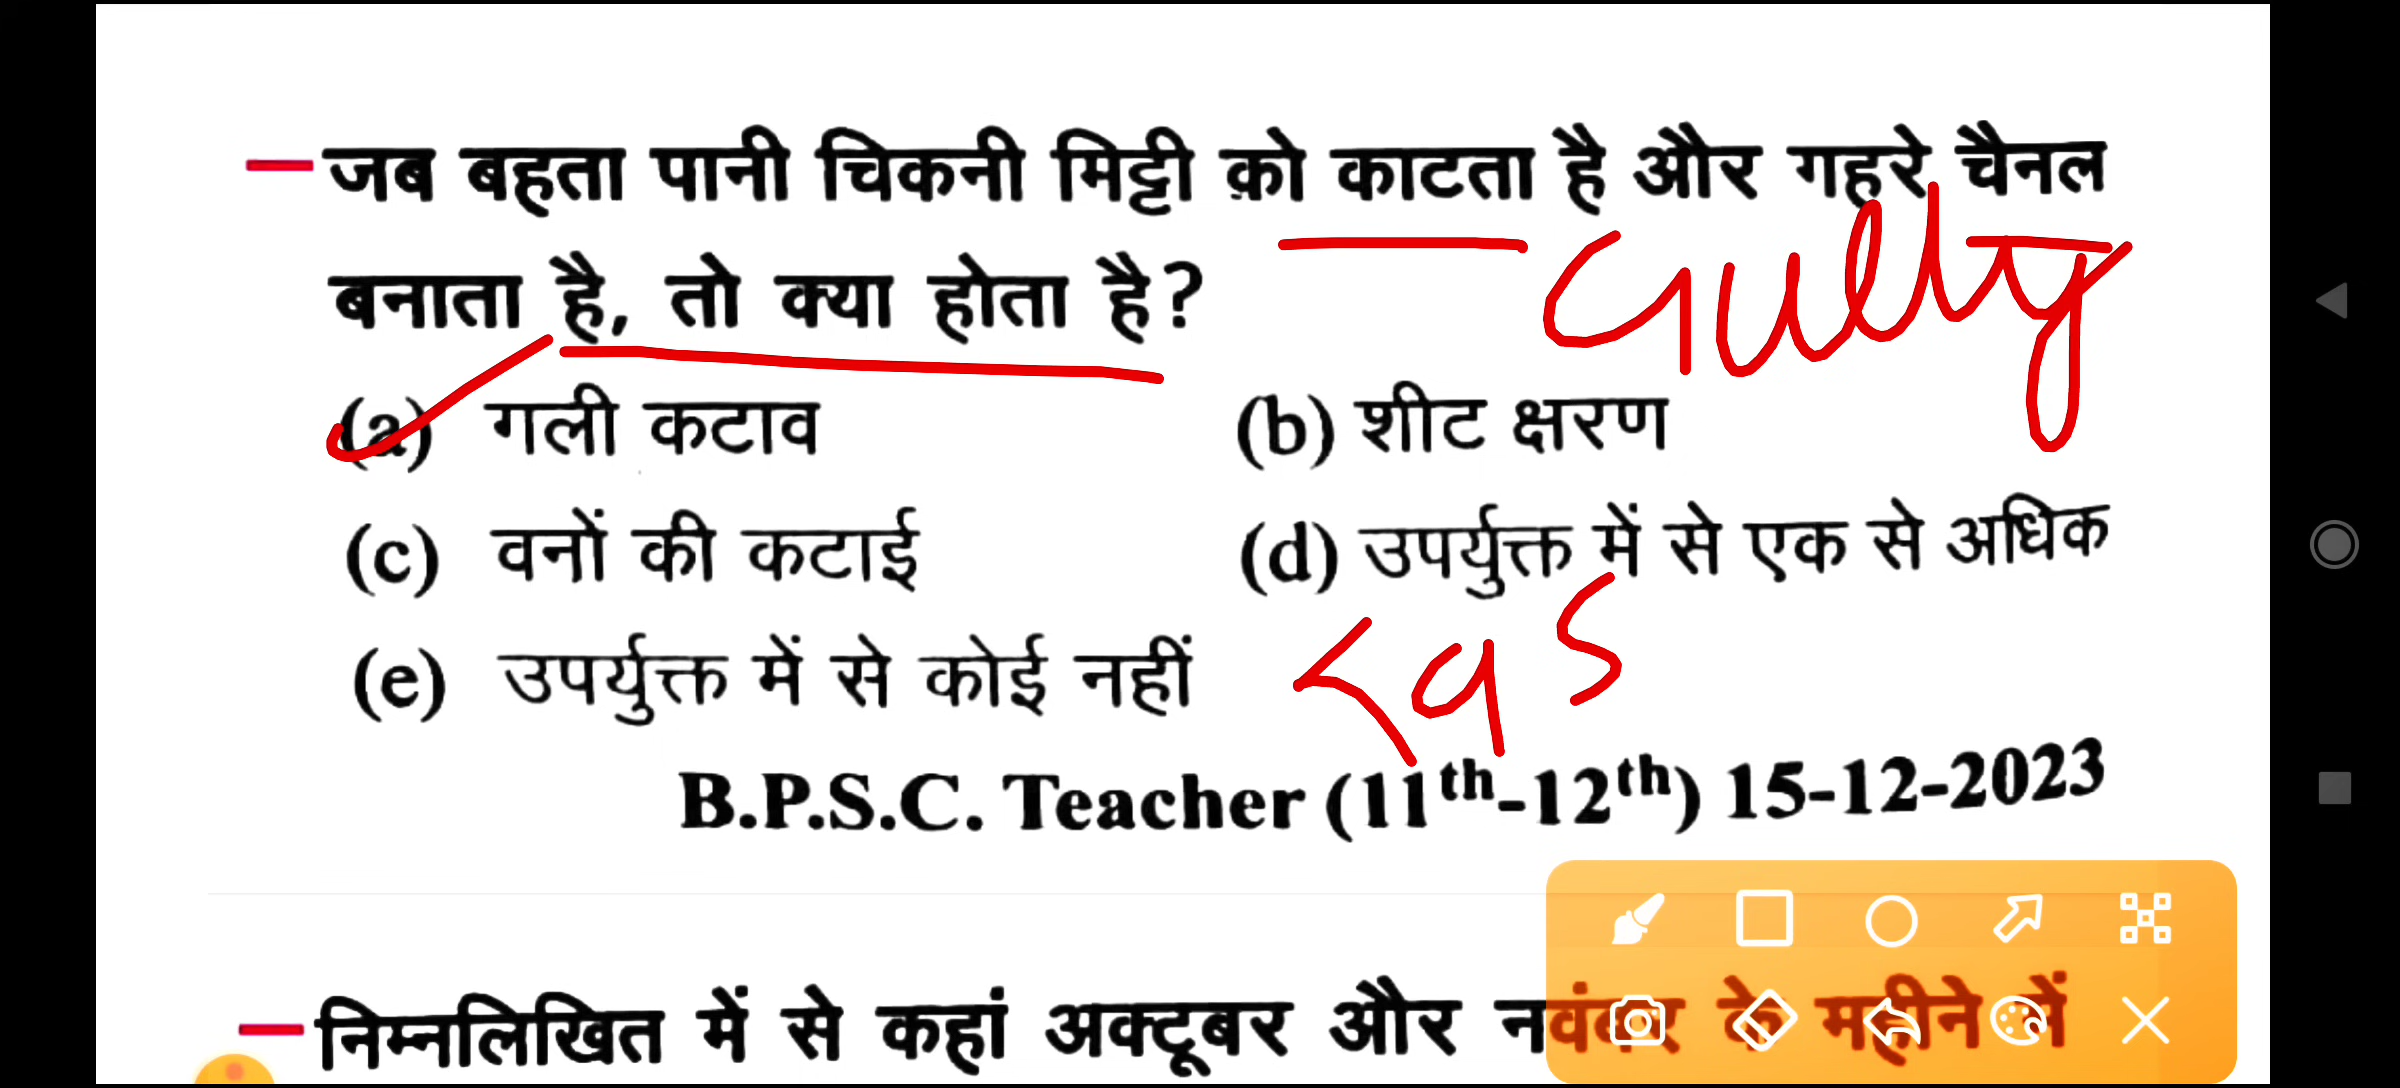 जब बहता पानी चिकनी मिट्टी को काटता है और गहरे चैनल
बनाता है, तो क्या होता है?
Gully
(a) गली कटाव (b) शीट क्षरण
(c) वनों की कटाई (d) उपर्युक्त में से एक से अधिक
(e) उपर्युक्त में से कोई नहीं
B.P.S.C. Teacher (11th-12th) 15-12-2023
निम्नलिखित में से कहां अक्टूबर और नवंबर के महीने में